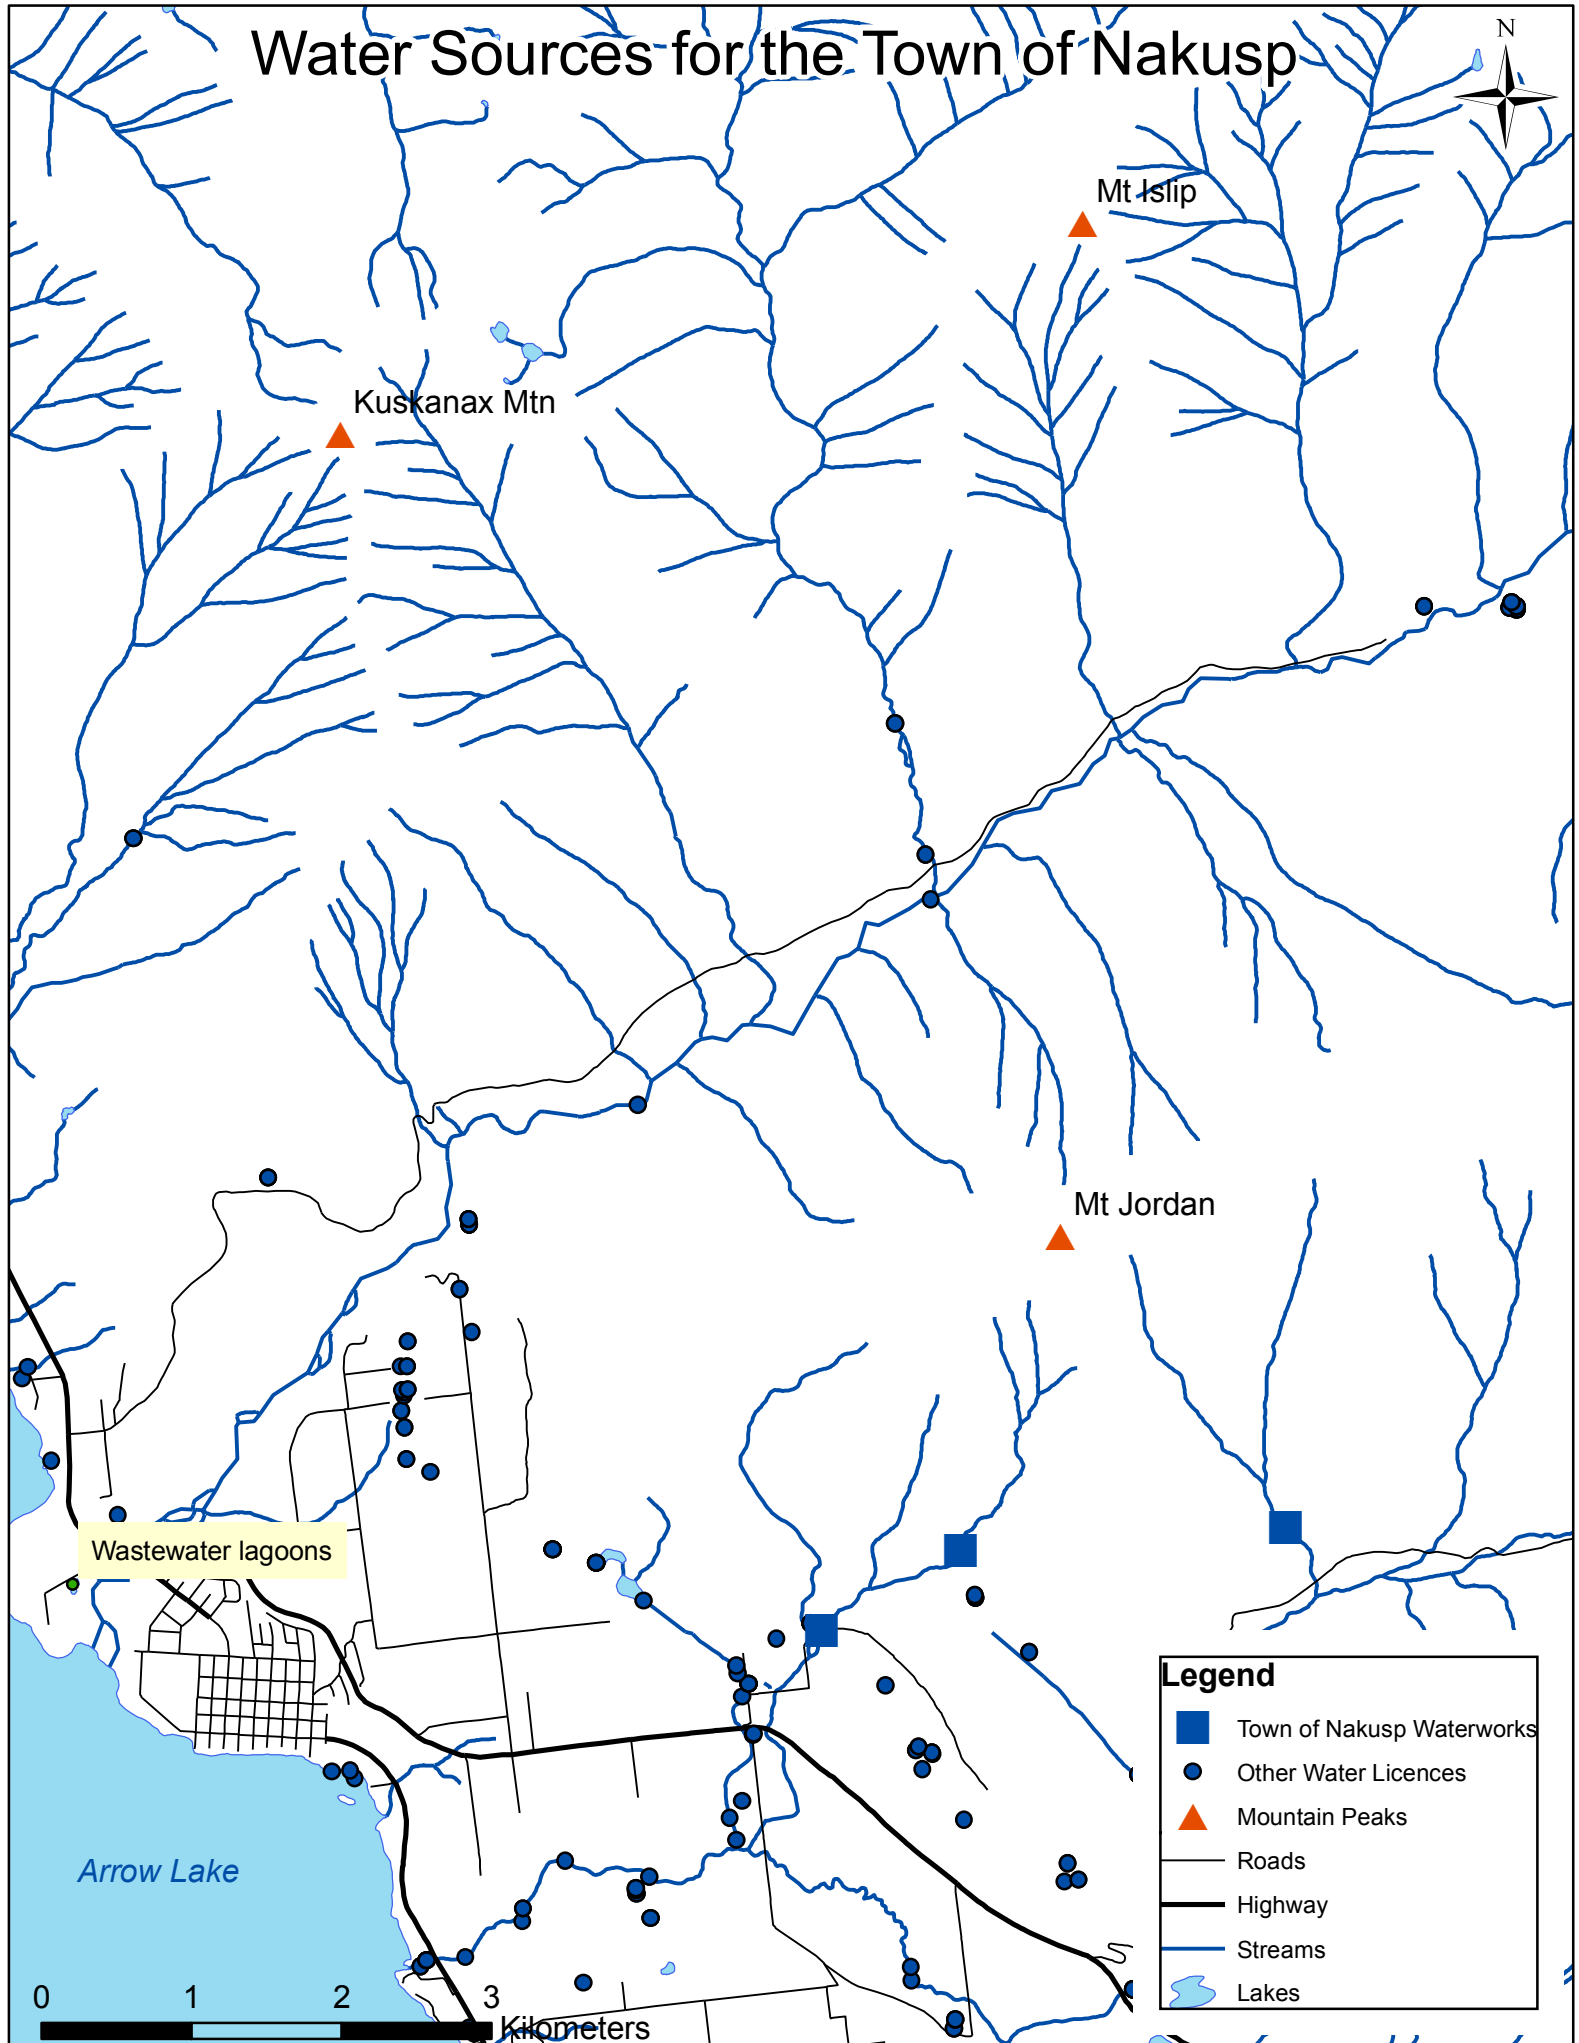 Water Sources for the Town of Nakusp
N
Mt Islip
Kuskanax Mtn
Mt Jordan
Wastewater lagoons
Legend
Town of Nakusp Waterworks
Other Water Licences
Mountain Peaks
Roads
Highway
Streams
Lakes
Arrow Lake
0 1 2 3
Kilometers